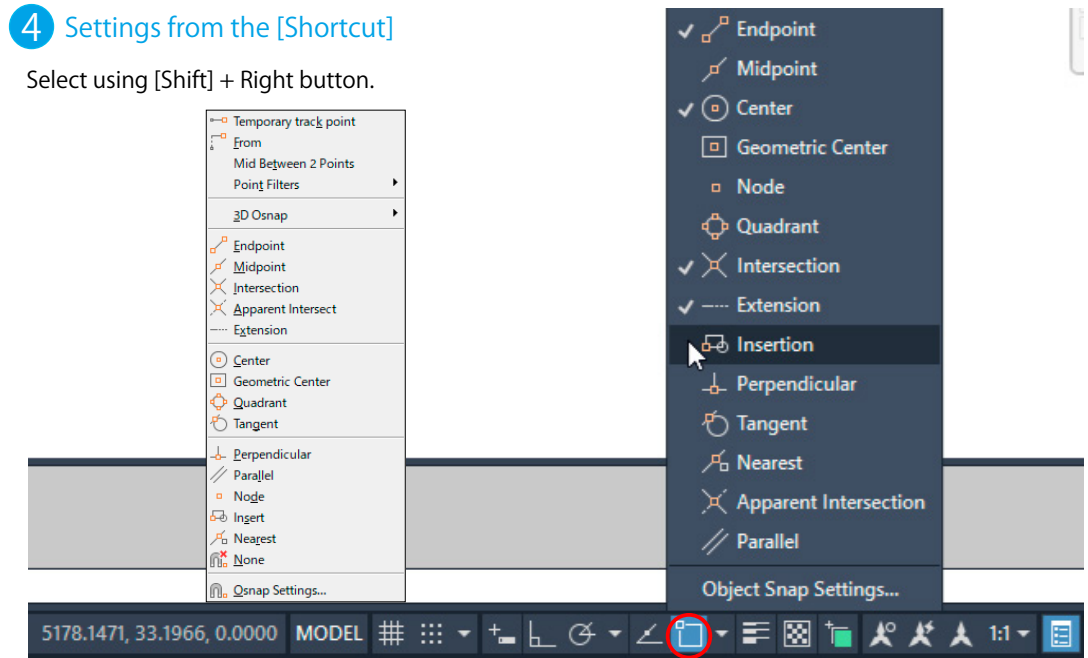 4 Settings from the [Shortcut]
Select using [Shift] + Right button.
Temporary track point
From
Mid Between 2 Points
Point Filters
3D Osnap
Endpoint
Midpoint
Intersection
Apparent Intersect
Extension
Center
Geometric Center
Quadrant
Tangent
Perpendicular
Parallel
Node
Insert
Nearest
None
Osnap Settings...
Endpoint
Midpoint
Center
Geometric Center
Node
Quadrant
Intersection
Extension
Insertion
Perpendicular
Tangent
Nearest
Apparent Intersection
Parallel
Object Snap Settings...
5178.1471, 33.1966, 0.0000 MODEL 1:1